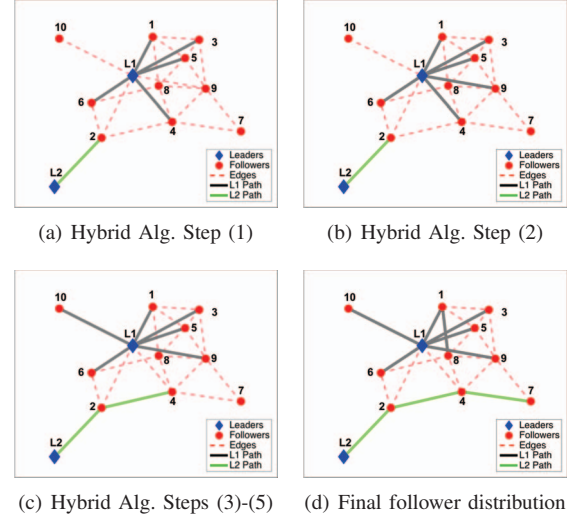 1
10
3
L1
5
6
8
9
2
4
7
L2
Leaders
Followers
Edges
L1 Path
L2 Path
(a) Hybrid Alg. Step (1)
1
10
3
L1
5
6
8
9
2
4
7
L2
Leaders
Followers
Edges
L1 Path
L2 Path
(b) Hybrid Alg. Step (2)
1
10
3
L1
5
6
8
9
2
4
7
L2
Leaders
Followers
Edges
L1 Path
L2 Path
(c) Hybrid Alg. Steps (3)-(5)
1
10
3
L1
5
6
8
9
2
4
7
L2
Leaders
Followers
Edges
L1 Path
L2 Path
(d) Final follower distribution